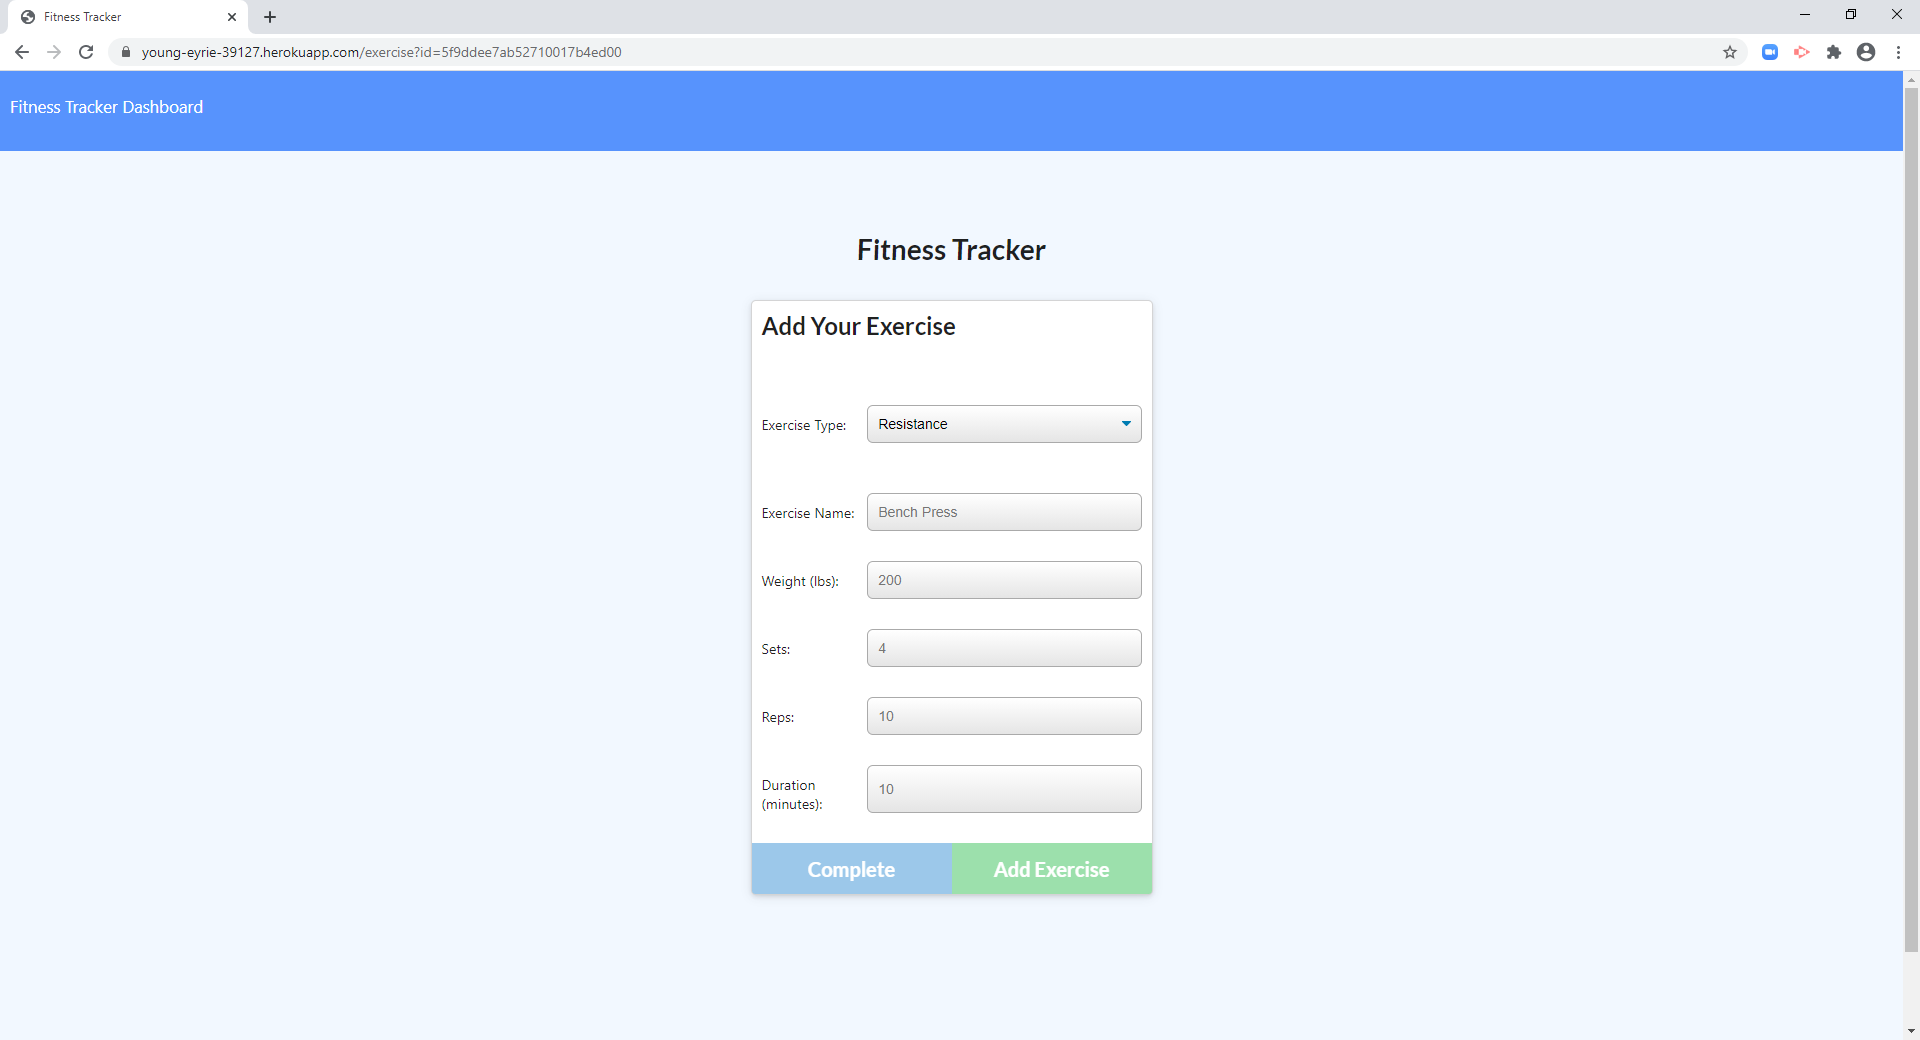 Fitness Tracker
young-eyrie-39127.herokuapp.com/exercise?id=5f9ddee7ab52710017b4ed00
Fitness Tracker Dashboard
Fitness Tracker
Add Your Exercise
Exercise Type: Resistance
Exercise Name: Bench Press
Weight (lbs): 200
Sets: 4
Reps: 10
Duration (minutes): 10
Complete Add Exercise